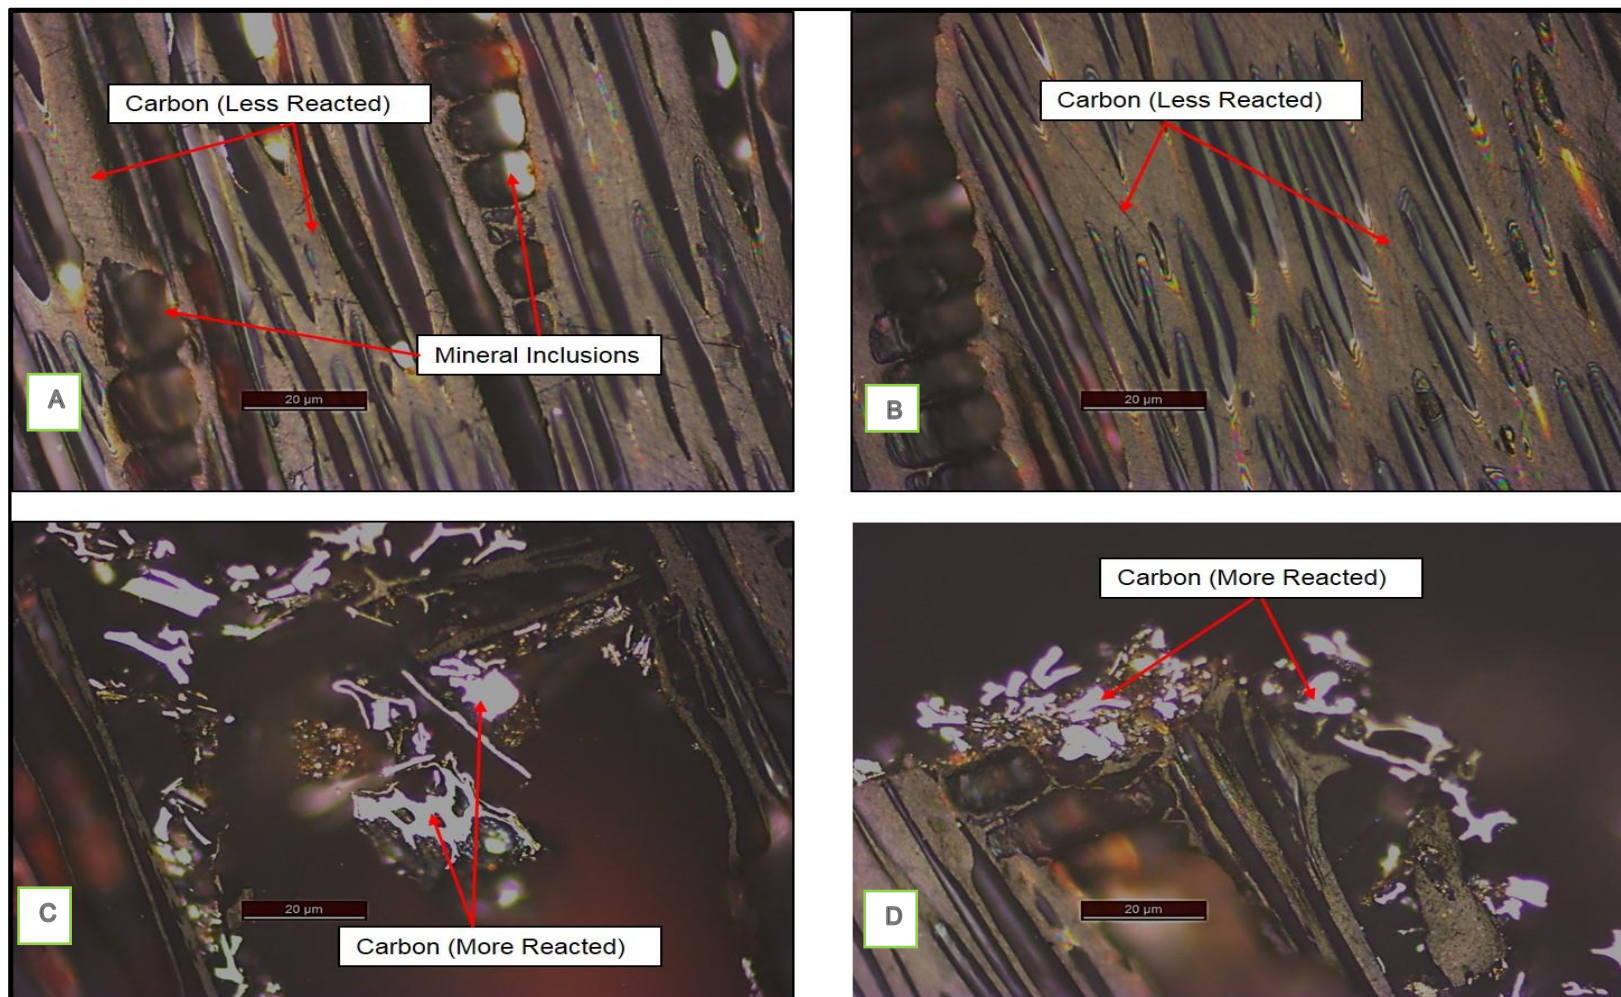 Carbon (Less Reacted)
Mineral Inclusions
A
20 µm
Carbon (Less Reacted)
B
20 µm
C
20 µm
Carbon (More Reacted)
Carbon (More Reacted)
D
20 µm